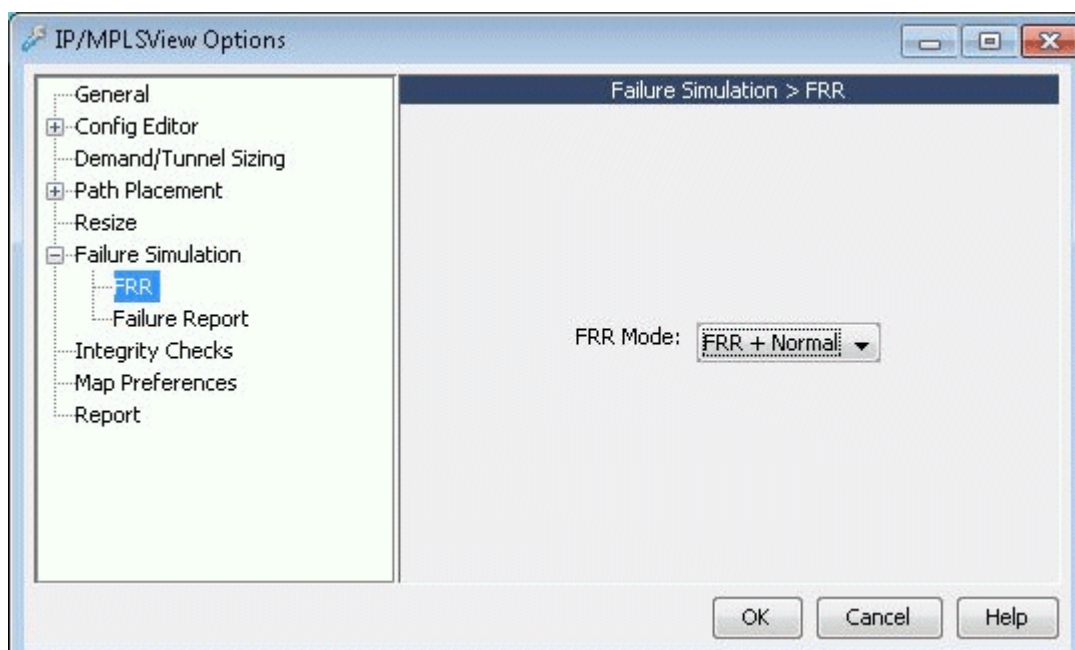 IP/MPLSView Options
General
Config Editor
Demand/Tunnel Sizing
Path Placement
Resize
Failure Simulation
FRR
Failure Report
Integrity Checks
Map Preferences
Report
Failure Simulation > FRR
FRR Mode: FRR + Normal
OK Cancel Help